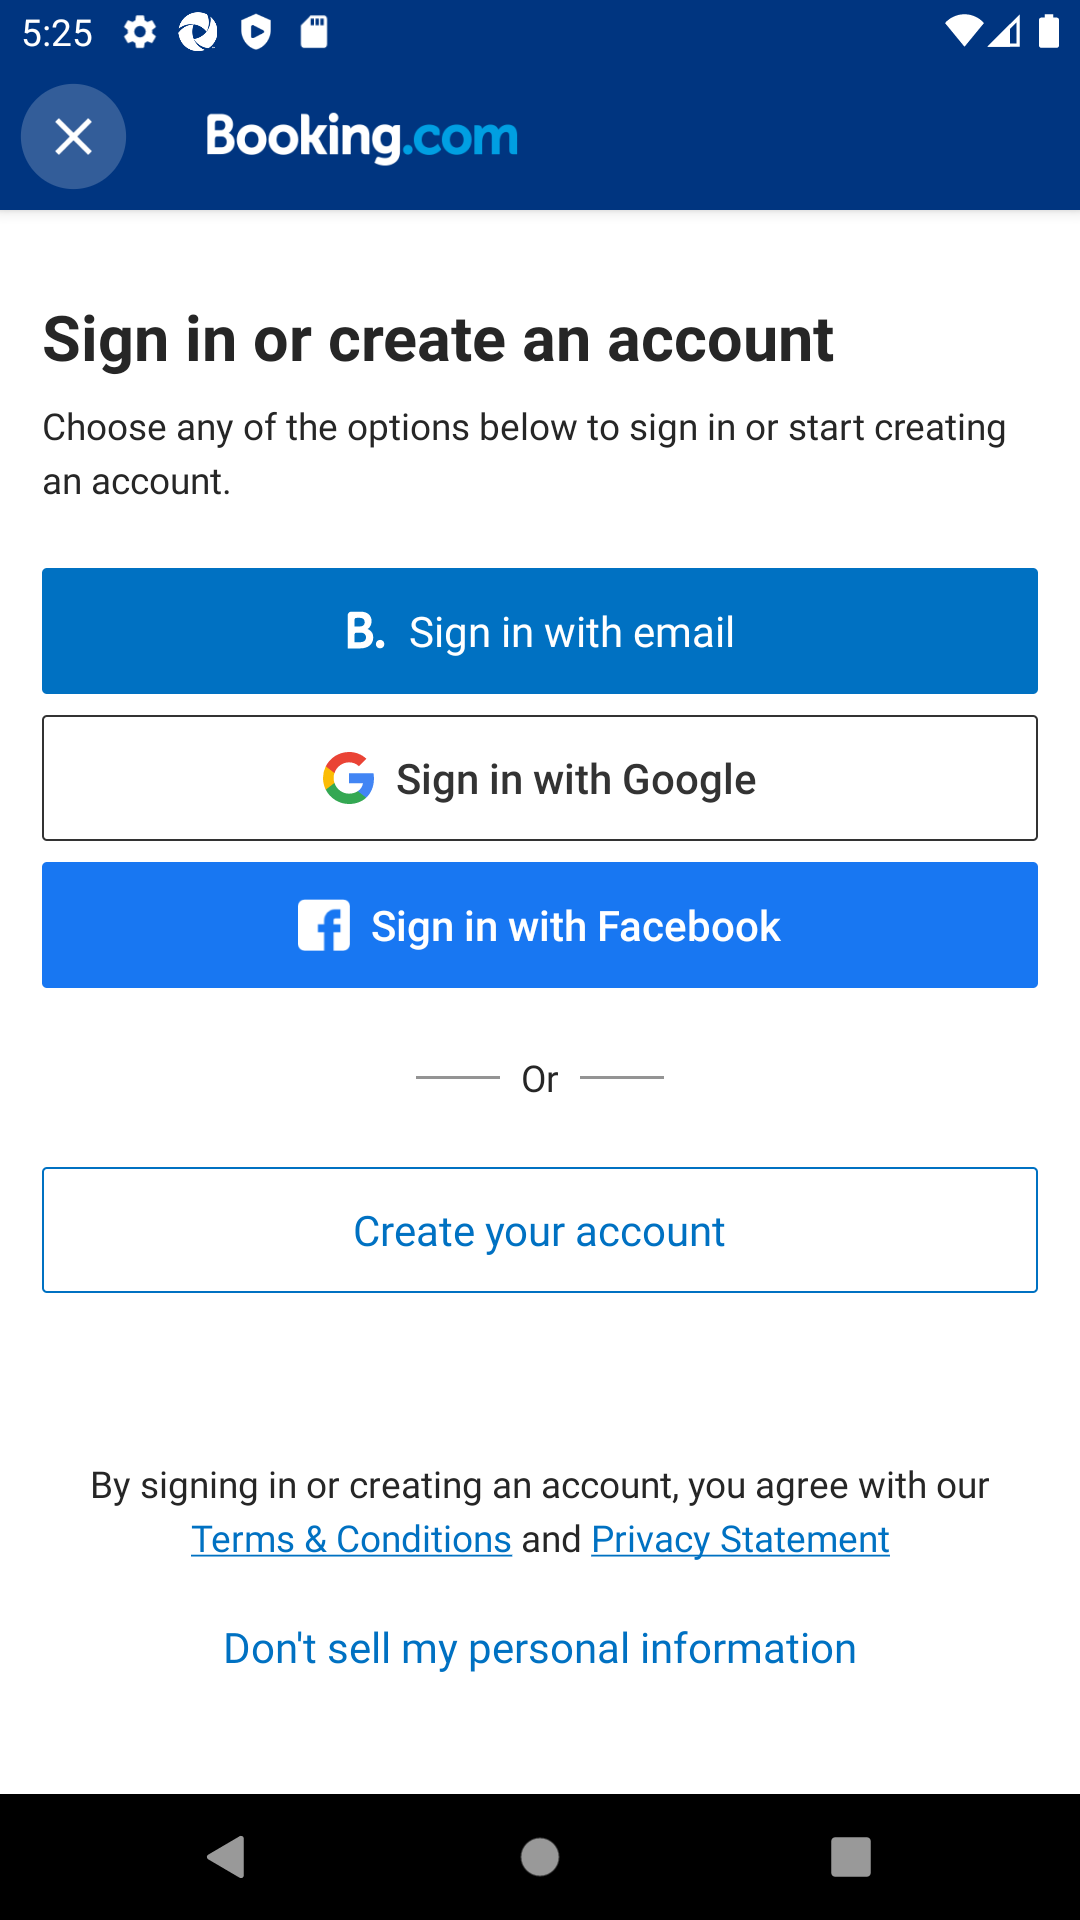 5:25
Booking.com
Sign in or create an account
Choose any of the options below to sign in or start creating
an account.
B. Sign in with email
Sign in with Google
Sign in with Facebook
Or
Create your account
By signing in or creating an account, you agree with our
Terms & Conditions and Privacy Statement
Don't sell my personal information